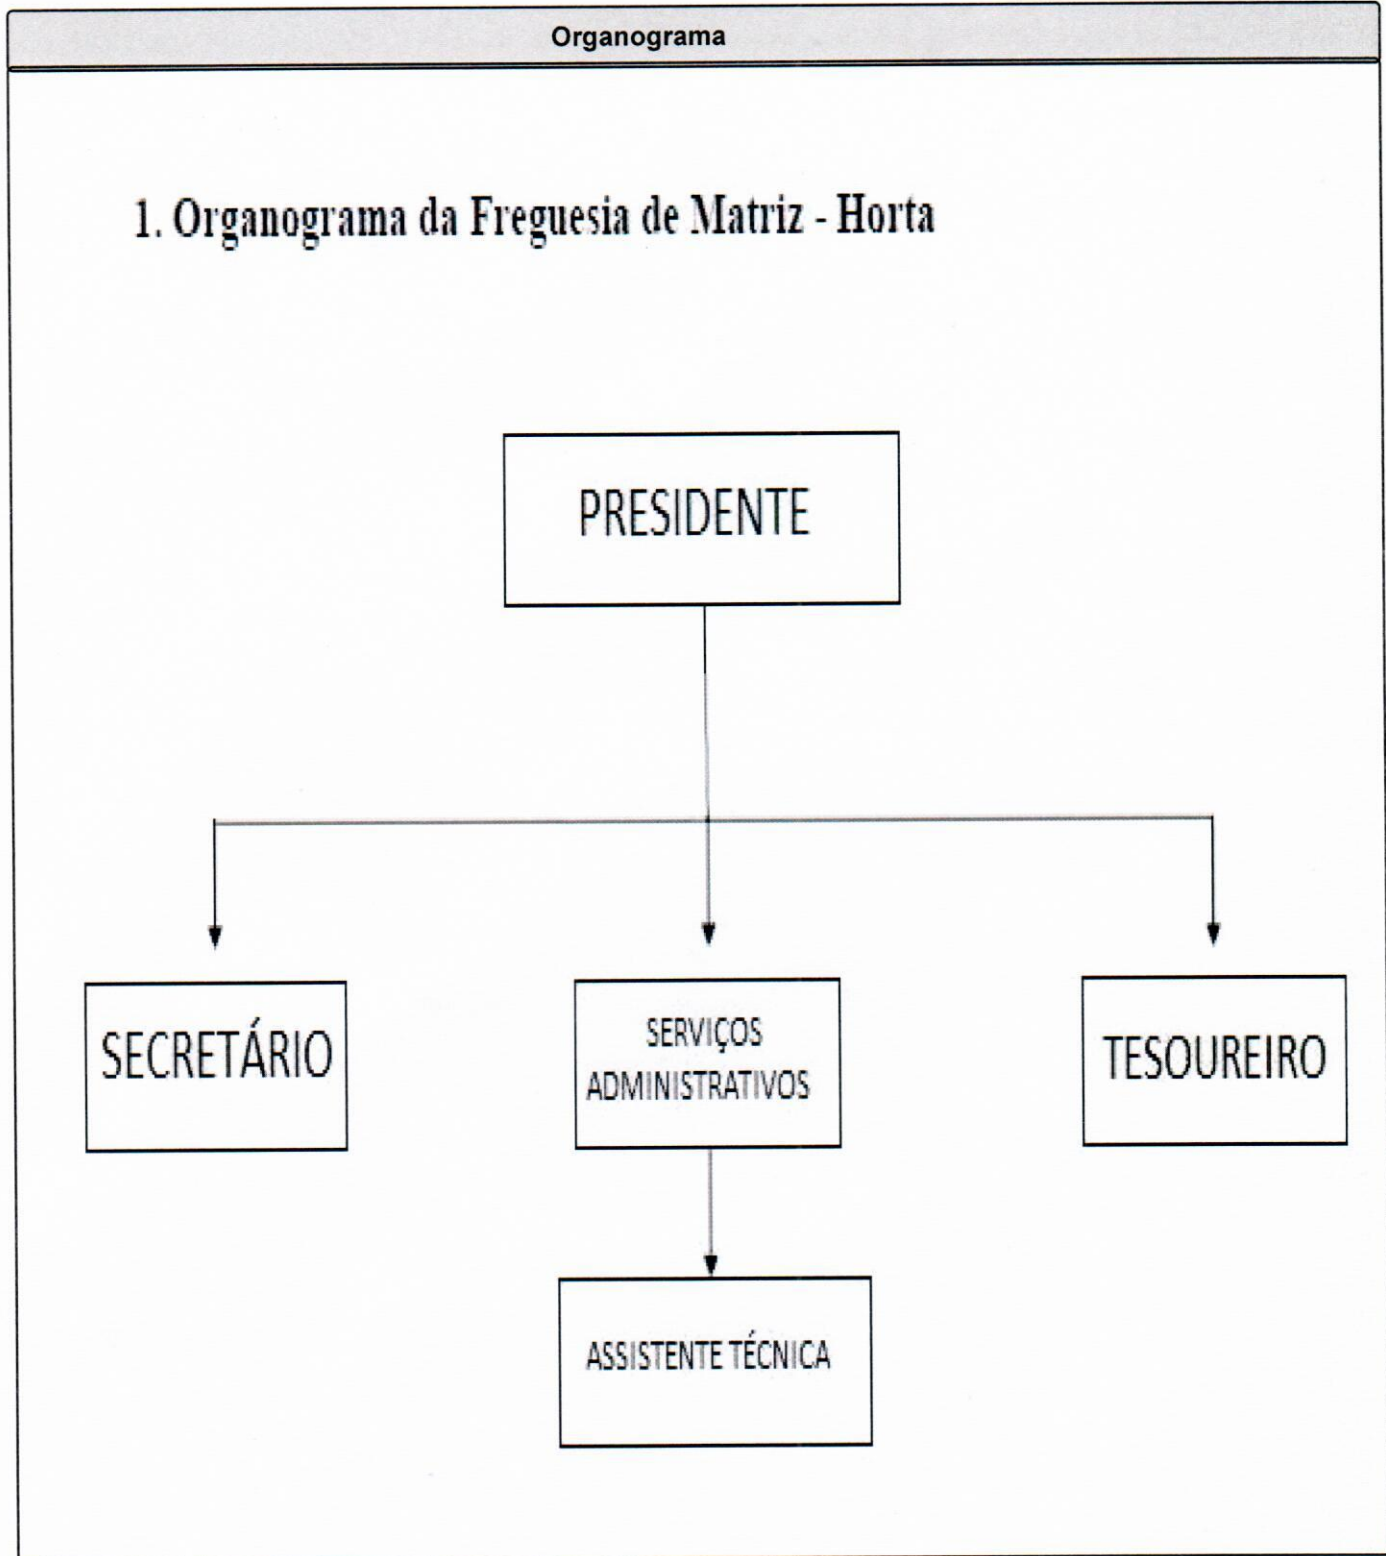 Organograma
1. Organograma da Freguesia de Matriz - Horta
PRESIDENTE
SECRETÁRIO
SERVIÇOS
ADMINISTRATIVOS
TESOUREIRO
ASSISTENTE TÉCNICA